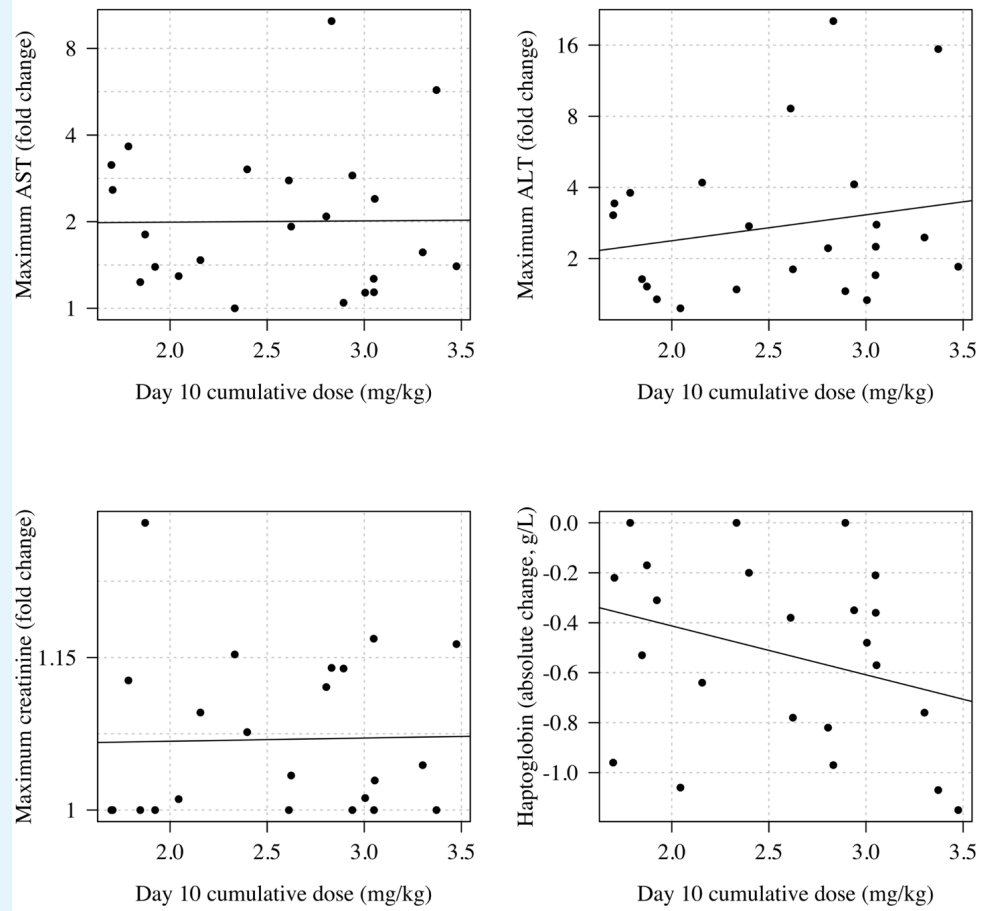 Maximum AST (fold change)
8
4
2
1
2.0 2.5 3.0 3.5
Day 10 cumulative dose (mg/kg)
Maximum ALT (fold change)
16
8
4
2
2.0 2.5 3.0 3.5
Day 10 cumulative dose (mg/kg)
Maximum creatinine (fold change)
1.15
1
2.0 2.5 3.0 3.5
Day 10 cumulative dose (mg/kg)
Haptoglobin (absolute change, g/L)
0.0
-0.2
-0.4
-0.6
-0.8
-1.0
2.0 2.5 3.0 3.5
Day 10 cumulative dose (mg/kg)